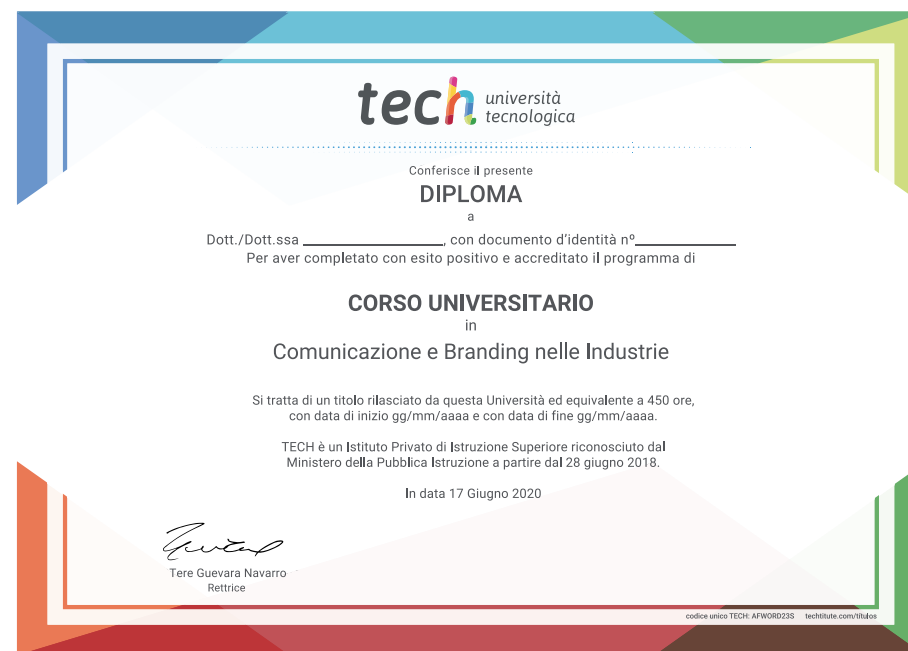 tech università
tecnologica
Conferisce il presente
DIPLOMA
a
Dott./Dott.ssa ____________________, con documento d'identità nº______________
Per aver completato con esito positivo e accreditato il programma di
CORSO UNIVERSITARIO
in
Comunicazione e Branding nelle Industrie
Si tratta di un titolo rilasciato da questa Università ed equivalente a 450 ore,
con data di inizio gg/mm/aaaa e con data di fine gg/mm/aaaa.
TECH è un Istituto Privato di Istruzione Superiore riconosciuto dal
Ministero della Pubblica Istruzione a partire dal 28 giugno 2018.
In data 17 Giugno 2020
Tere Guevara Navarro
Rettrice
codice unico TECH: AFWORD23S techtitute.com/títulos